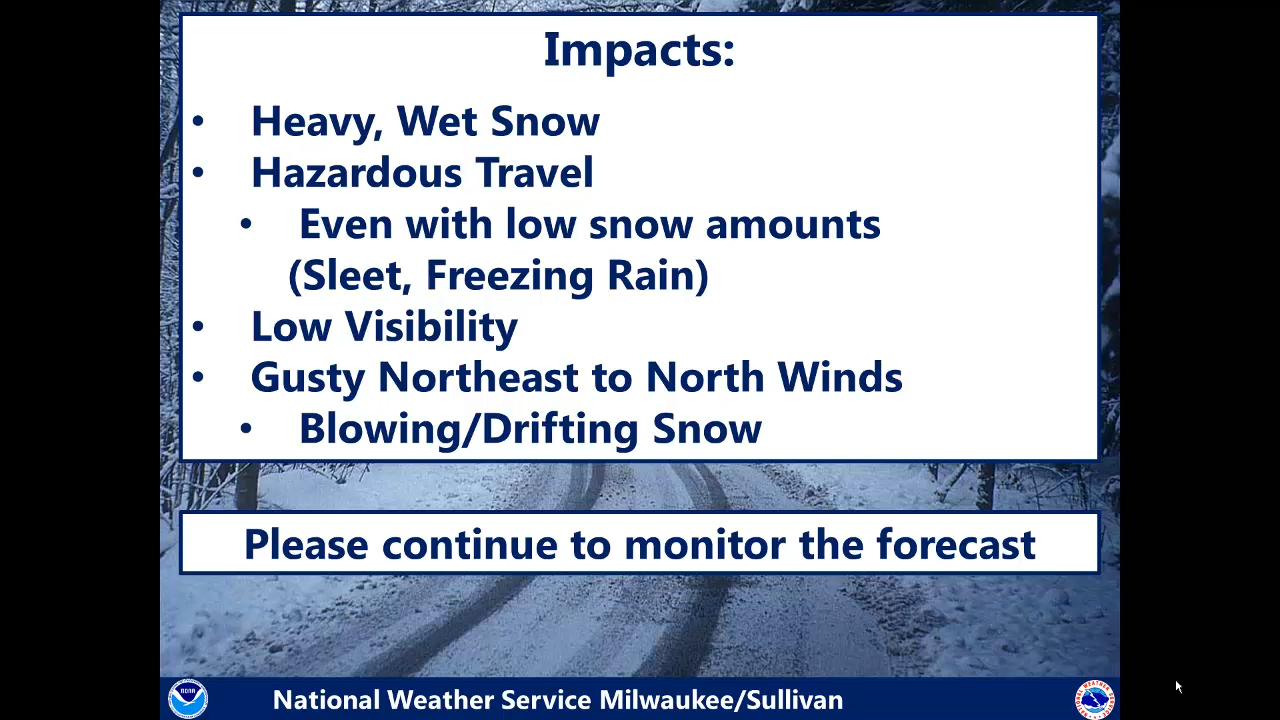 Impacts:
• Heavy, Wet Snow
• Hazardous Travel
• Even with low snow amounts
(Sleet, Freezing Rain)
• Low Visibility
• Gusty Northeast to North Winds
• Blowing/Drifting Snow
Please continue to monitor the forecast
NOAA
National Weather Service Milwaukee/Sullivan